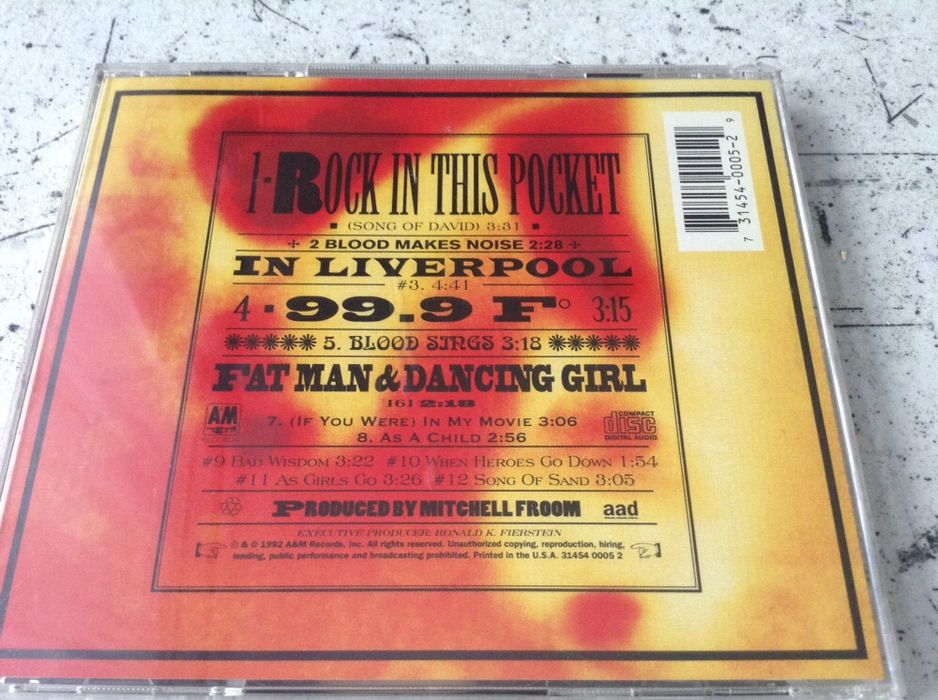 1 · ROCK IN THIS POCKET
▪ (SONG OF DAVID) 3:31 ▪
+ 2 BLOOD MAKES NOISE 2:28 +
IN LIVERPOOL
#3. 4:41
4 · 99.9 F° 3:15
5. BLOOD SINGS 3:18
FAT MAN & DANCING GIRL
[6] 2:18
7. (IF YOU WERE) IN MY MOVIE 3:06
8. AS A CHILD 2:56
#9 BAD WISDOM 3:22 #10 WHEN HEROES GO DOWN 1:54
#11 AS GIRLS GO 3:26 #12 SONG OF SAND 3:05
PRODUCED BY MITCHELL FROOM aad
EXECUTIVE PRODUCER: RONALD K. FIERSTEIN
℗ & © 1992 A&M Records, Inc. All rights reserved. Unauthorized copying, reproduction, hiring,
lending, public performance and broadcasting prohibited. Printed in the U.S.A. 31454 0005 2
AM
RECORDS
COMPACT
disc
DIGITAL AUDIO
7 31454-0005-2 9